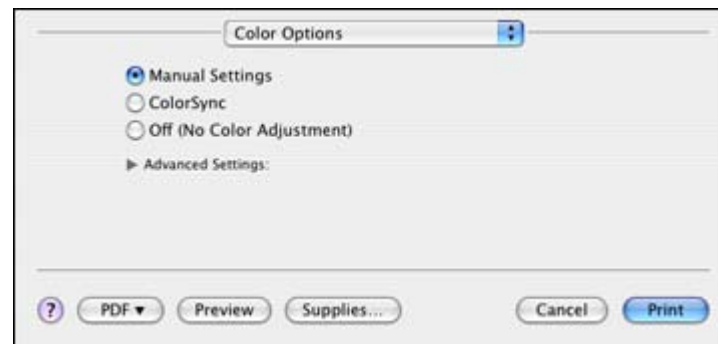 Color Options
Manual Settings
ColorSync
Off (No Color Adjustment)
Advanced Settings:
? PDF▼ Preview Supplies... Cancel Print